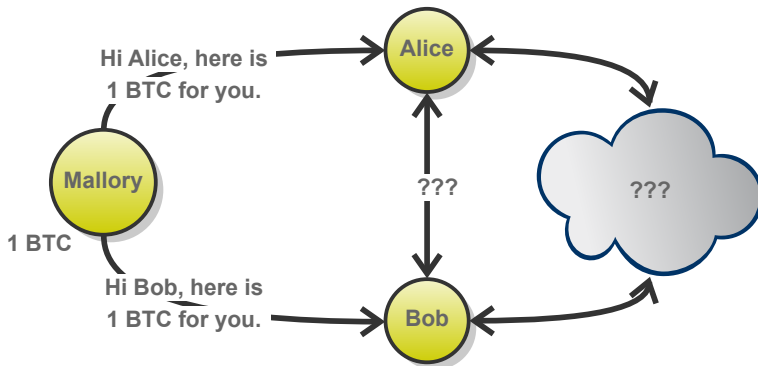 Hi Alice, here is
1 BTC for you.
Alice
Mallory
1 BTC
???
???
Hi Bob, here is
1 BTC for you.
Bob